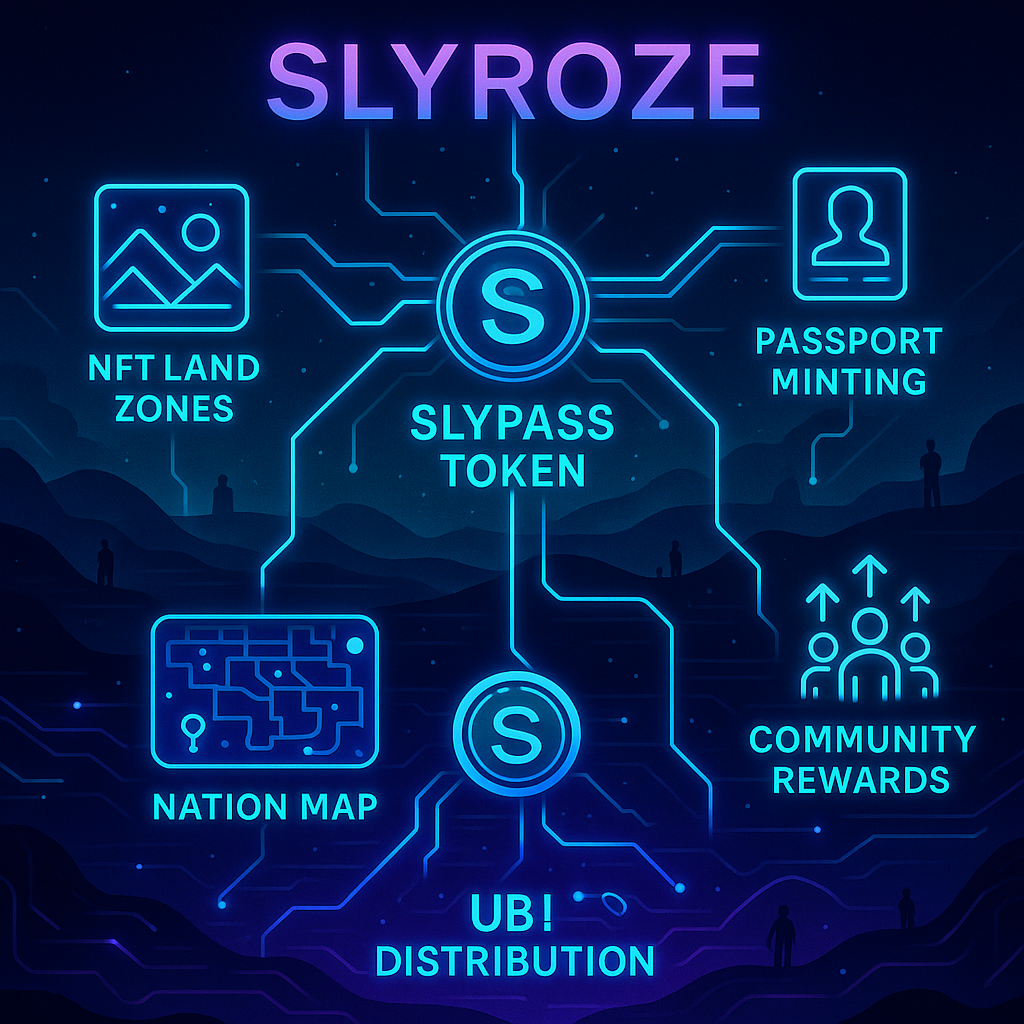 SLYROZE
S
NFT LAND
ZONES
PASSPORT
MINTING
SLYPASS
TOKEN
S
NATION MAP
COMMUNITY
REWARDS
UB!
DISTRIBUTION